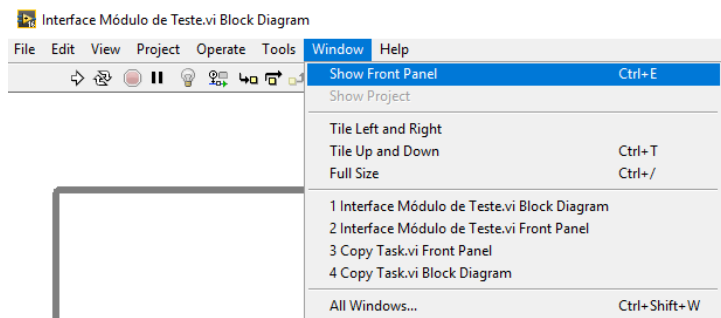 Interface Módulo de Teste.vi Block Diagram
File Edit View Project Operate Tools Window Help
Show Front Panel Ctrl+E
Show Project
Tile Left and Right
Tile Up and Down Ctrl+T
Full Size Ctrl+/
1 Interface Módulo de Teste.vi Block Diagram
2 Interface Módulo de Teste.vi Front Panel
3 Copy Task.vi Front Panel
4 Copy Task.vi Block Diagram
All Windows... Ctrl+Shift+W